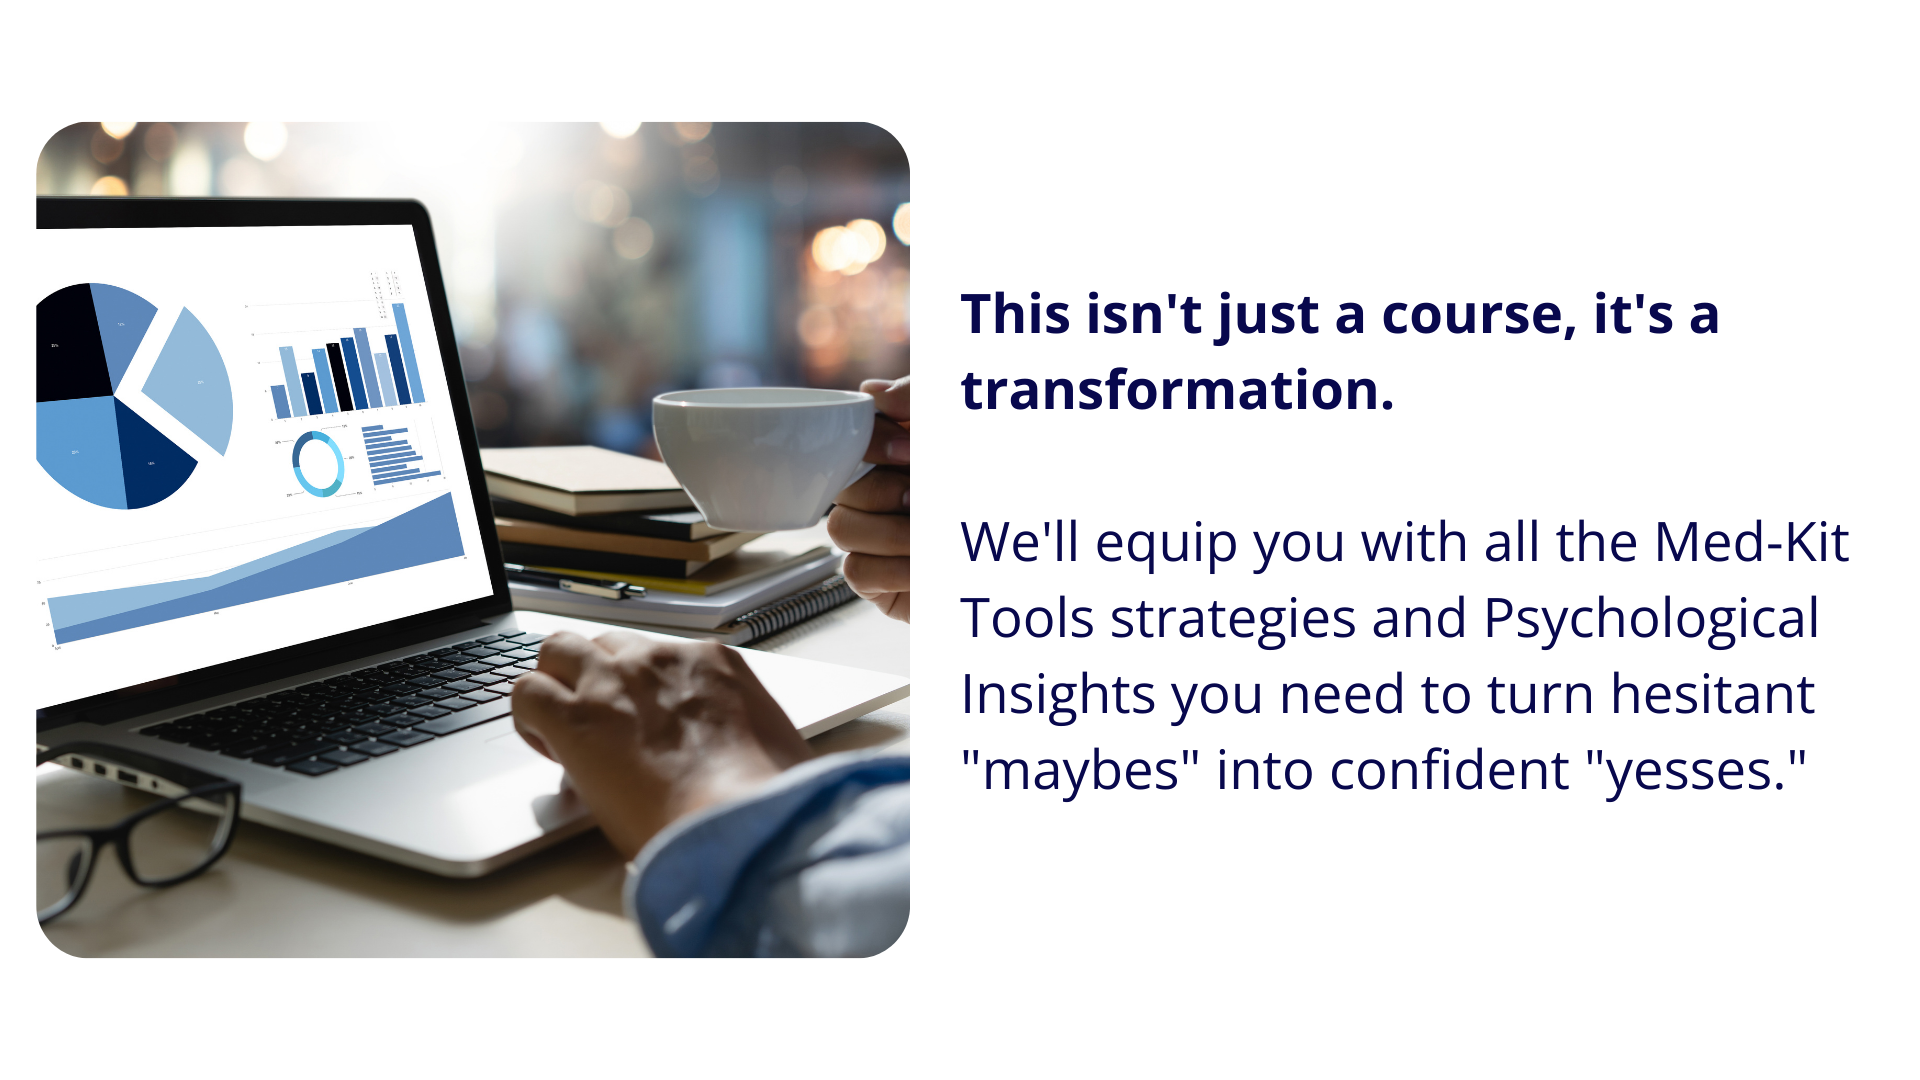 This isn't just a course, it's a
transformation.
We'll equip you with all the Med-Kit
Tools strategies and Psychological
Insights you need to turn hesitant
"maybes" into confident "yesses."